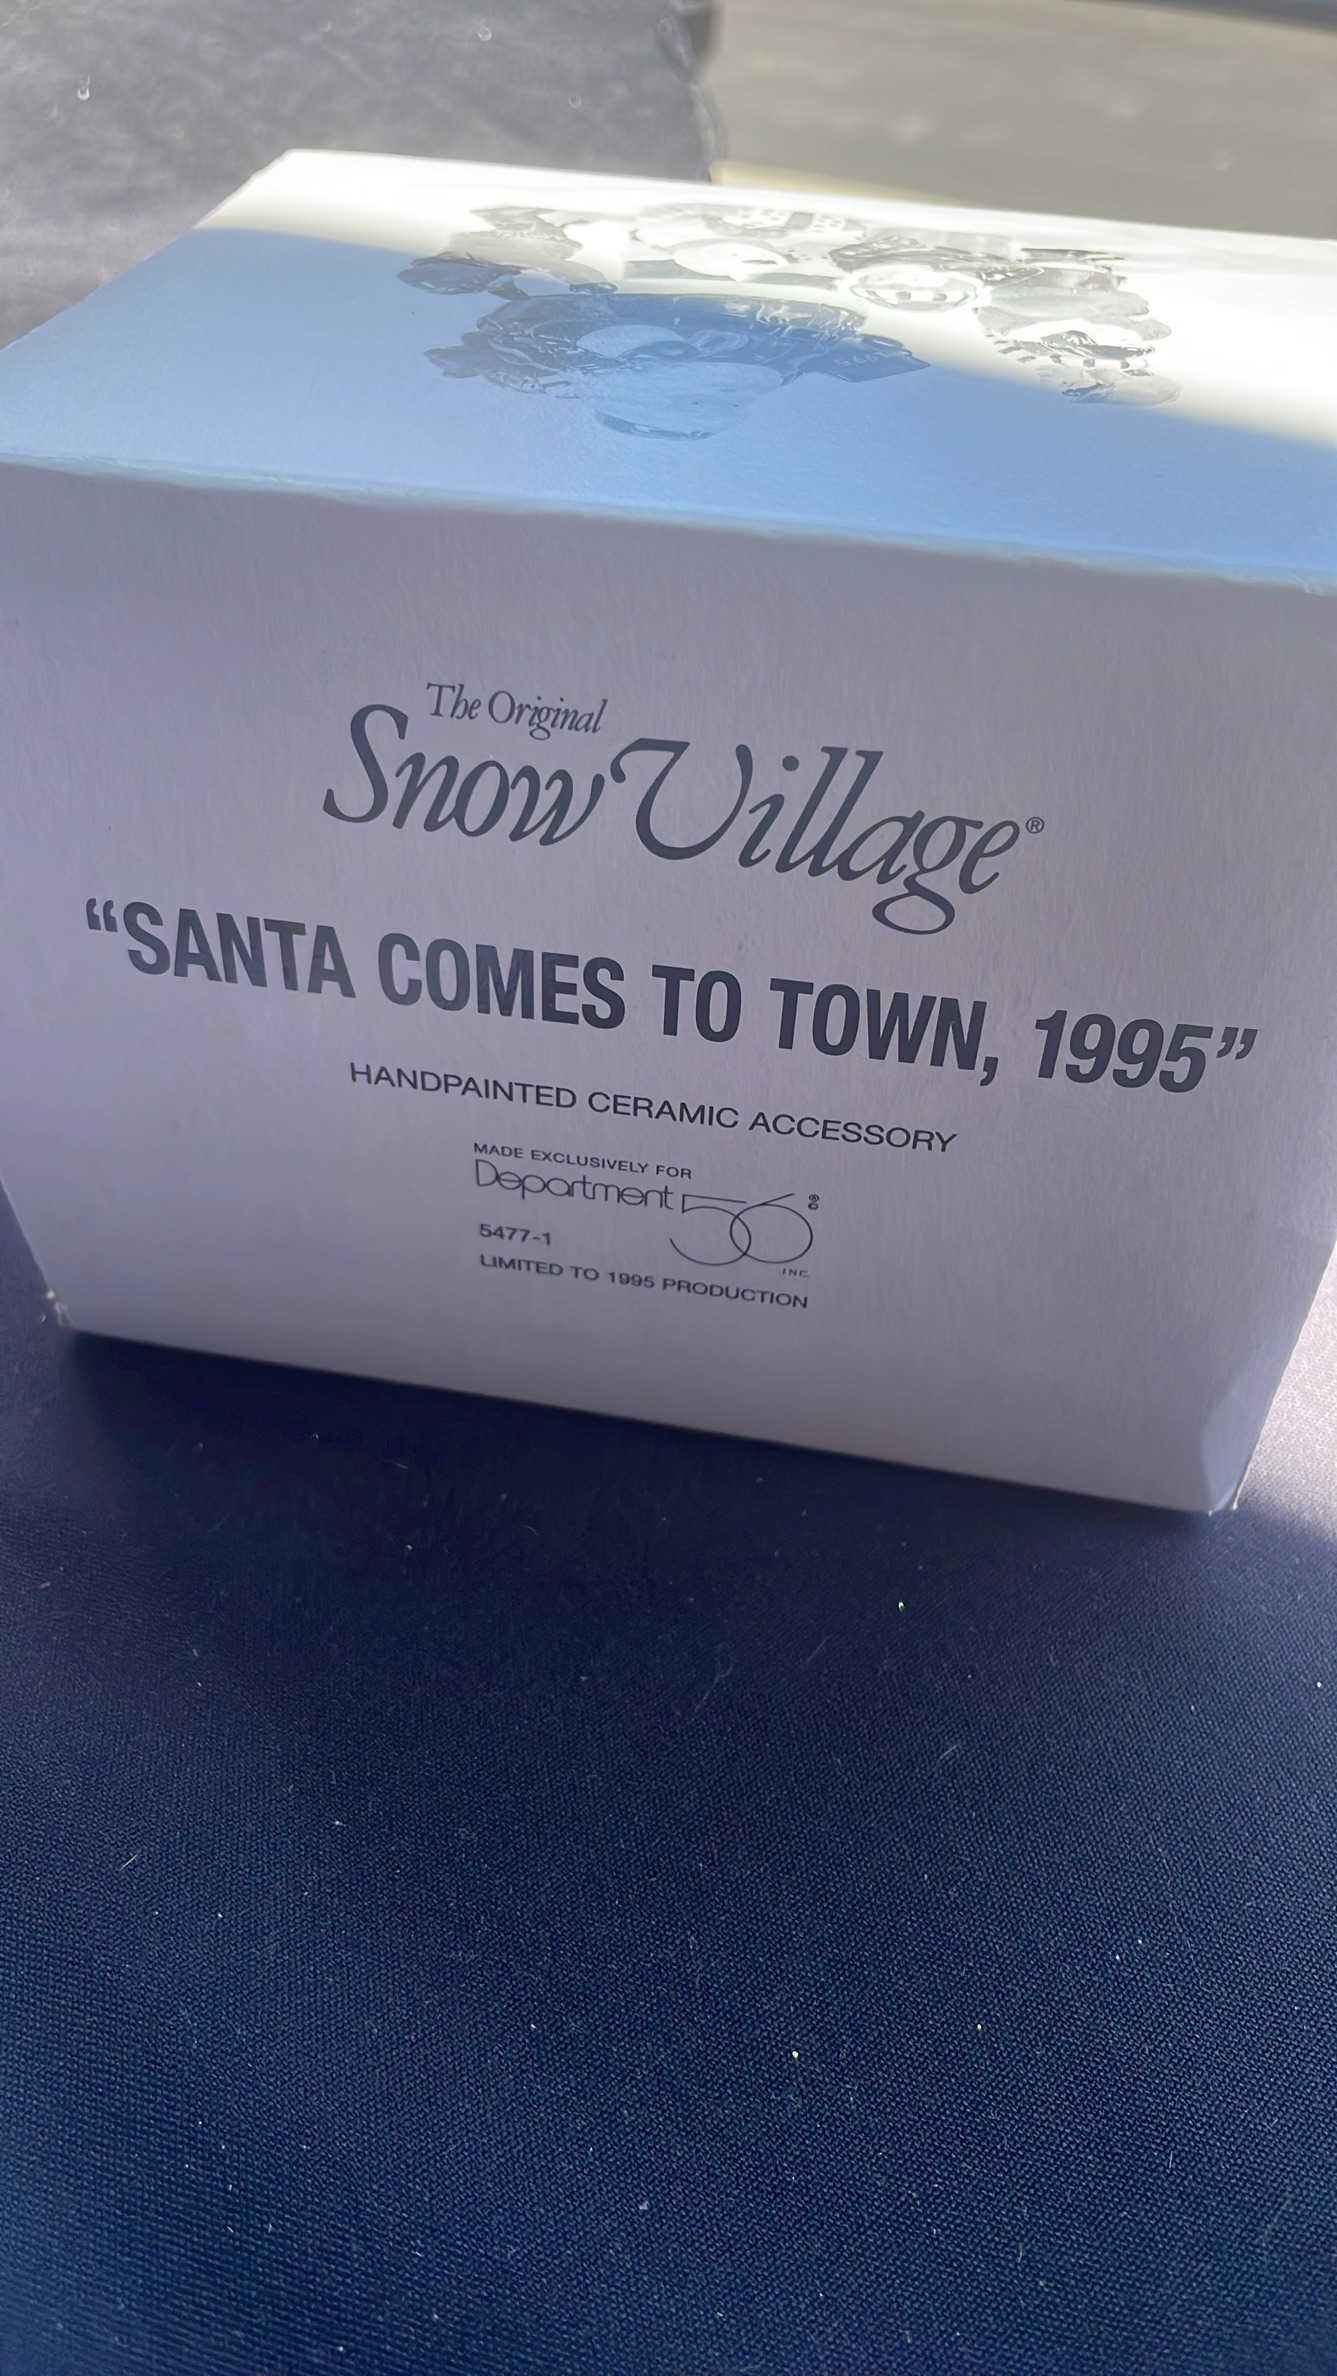 The Original
Snow Village®
“SANTA COMES TO TOWN, 1995”
HANDPAINTED CERAMIC ACCESSORY
MADE EXCLUSIVELY FOR
Department 56® INC.
5477-1
LIMITED TO 1995 PRODUCTION